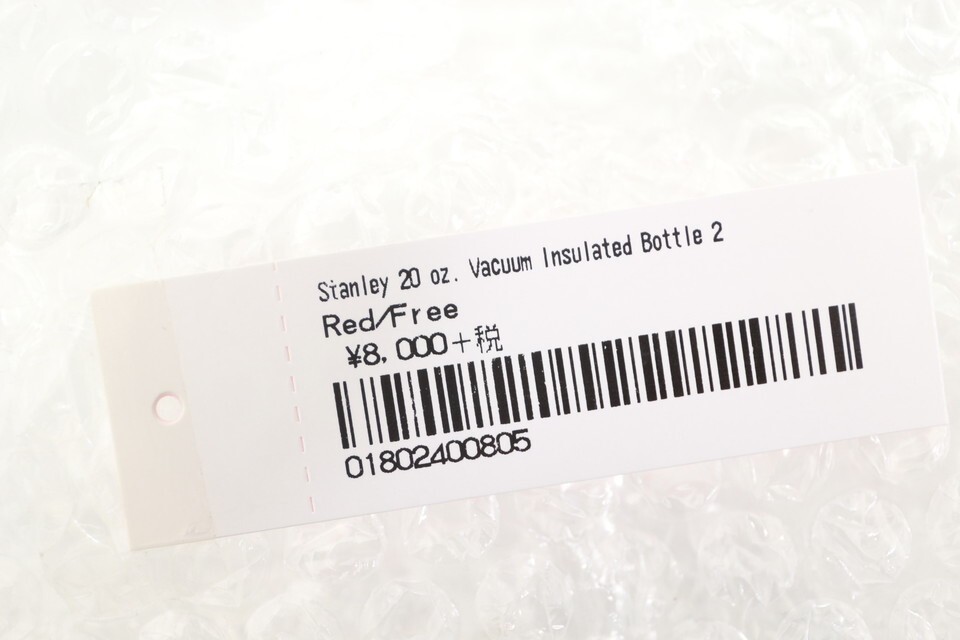 Stanley 20 oz. Vacuum Insulated Bottle 2
Red/Free
¥8,000+税
01802400805